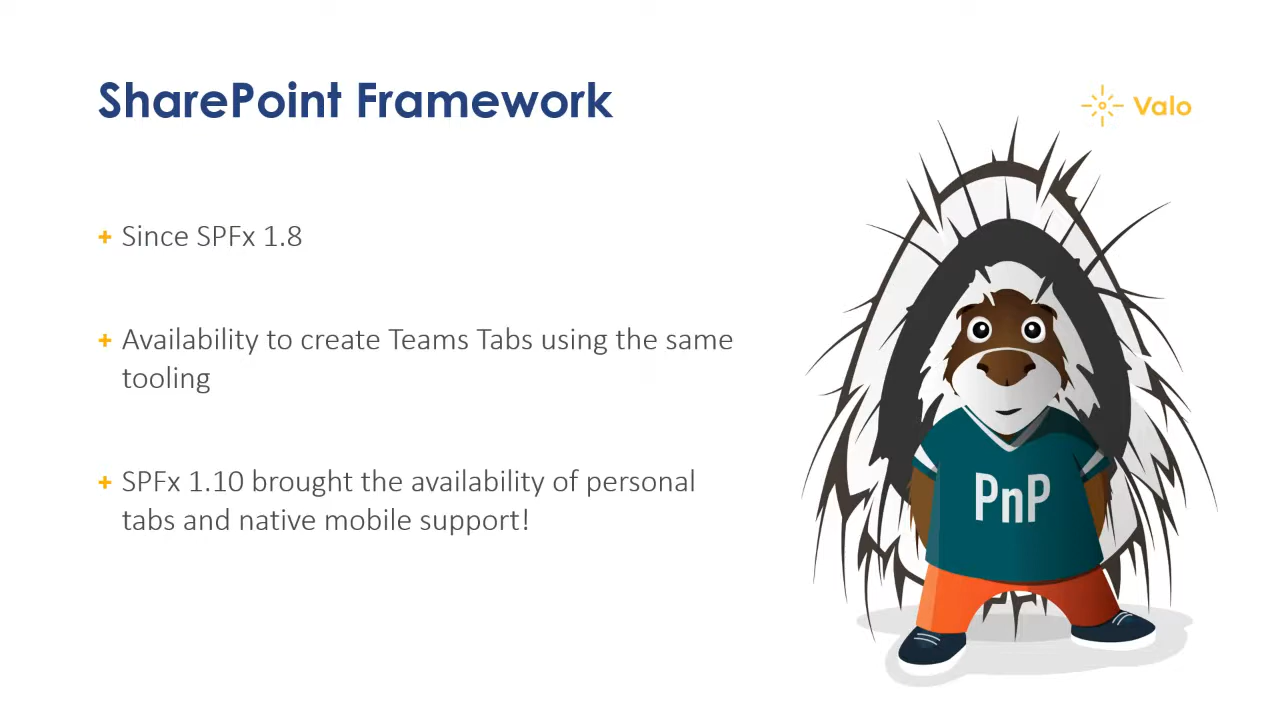 SharePoint Framework
Valo
+ Since SPFx 1.8
+ Availability to create Teams Tabs using the same
tooling
+ SPFx 1.10 brought the availability of personal
tabs and native mobile support!
PnP